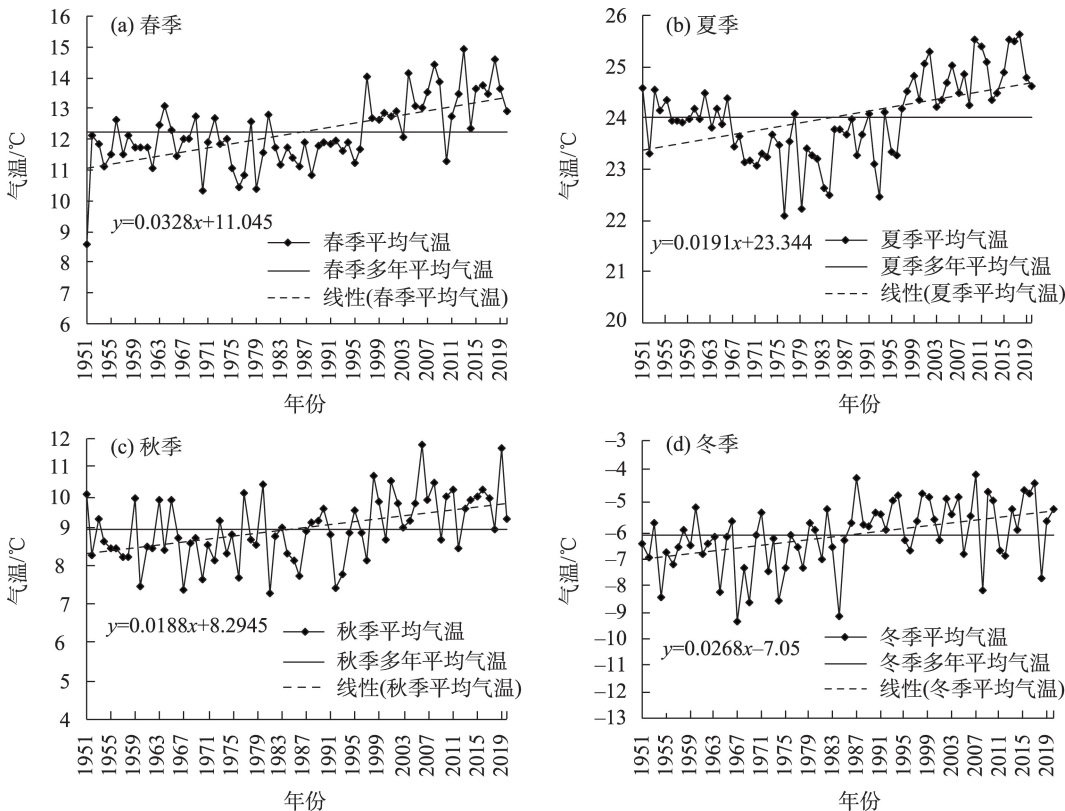 (a) 春季
气温/℃
16
15
14
13
12
11
10
9
8
7
6
y=0.0328x+11.045
春季平均气温
春季多年平均气温
线性(春季平均气温)
1951 1955 1959 1963 1967 1971 1975 1979 1983 1987 1991 1995 1999 2003 2007 2011 2015 2019
年份
(b) 夏季
气温/℃
26
25
24
23
22
21
20
y=0.0191x+23.344
夏季平均气温
夏季多年平均气温
线性(夏季平均气温)
1951 1955 1959 1963 1967 1971 1975 1979 1983 1987 1991 1995 1999 2003 2007 2011 2015 2019
年份
(c) 秋季
气温/℃
12
11
10
9
8
7
6
5
4
y=0.0188x+8.2945
秋季平均气温
秋季多年平均气温
线性(秋季平均气温)
1951 1955 1959 1963 1967 1971 1975 1979 1983 1987 1991 1995 1999 2003 2007 2011 2015 2019
年份
(d) 冬季
气温/℃
–3
–4
–5
–6
–7
–8
–9
–10
–11
–12
–13
y=0.0268x–7.05
冬季平均气温
冬季多年平均气温
线性(冬季平均气温)
1951 1955 1959 1963 1967 1971 1975 1979 1983 1987 1991 1995 1999 2003 2007 2011 2015 2019
年份